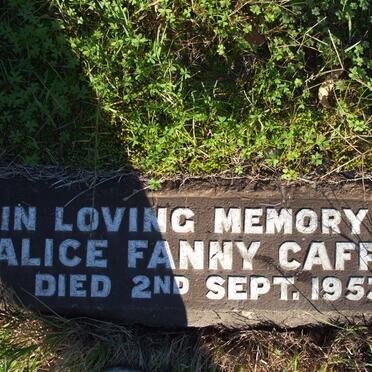 IN LOVING MEMORY
ALICE FANNY
DIED 2ND SEPT.